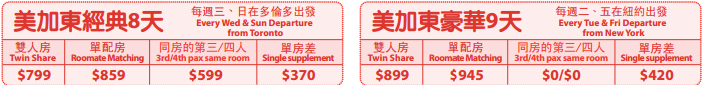 美加東經典8天
每週三、日在多倫多出發
Every Wed & Sun Departure
from Toronto
雙人房 單配房 同房的第三/四人 單房差
Twin Share Roomate Matching 3rd/4th pax same room Single supplement
$799 $859 $599 $370
美加東豪華9天
每週二、五在紐約出發
Every Tue & Fri Departure
from New York
雙人房 單配房 同房的第三/四人 單房差
Twin Share Roomate Matching 3rd/4th pax same room Single supplement
$899 $945 $0/$0 $420